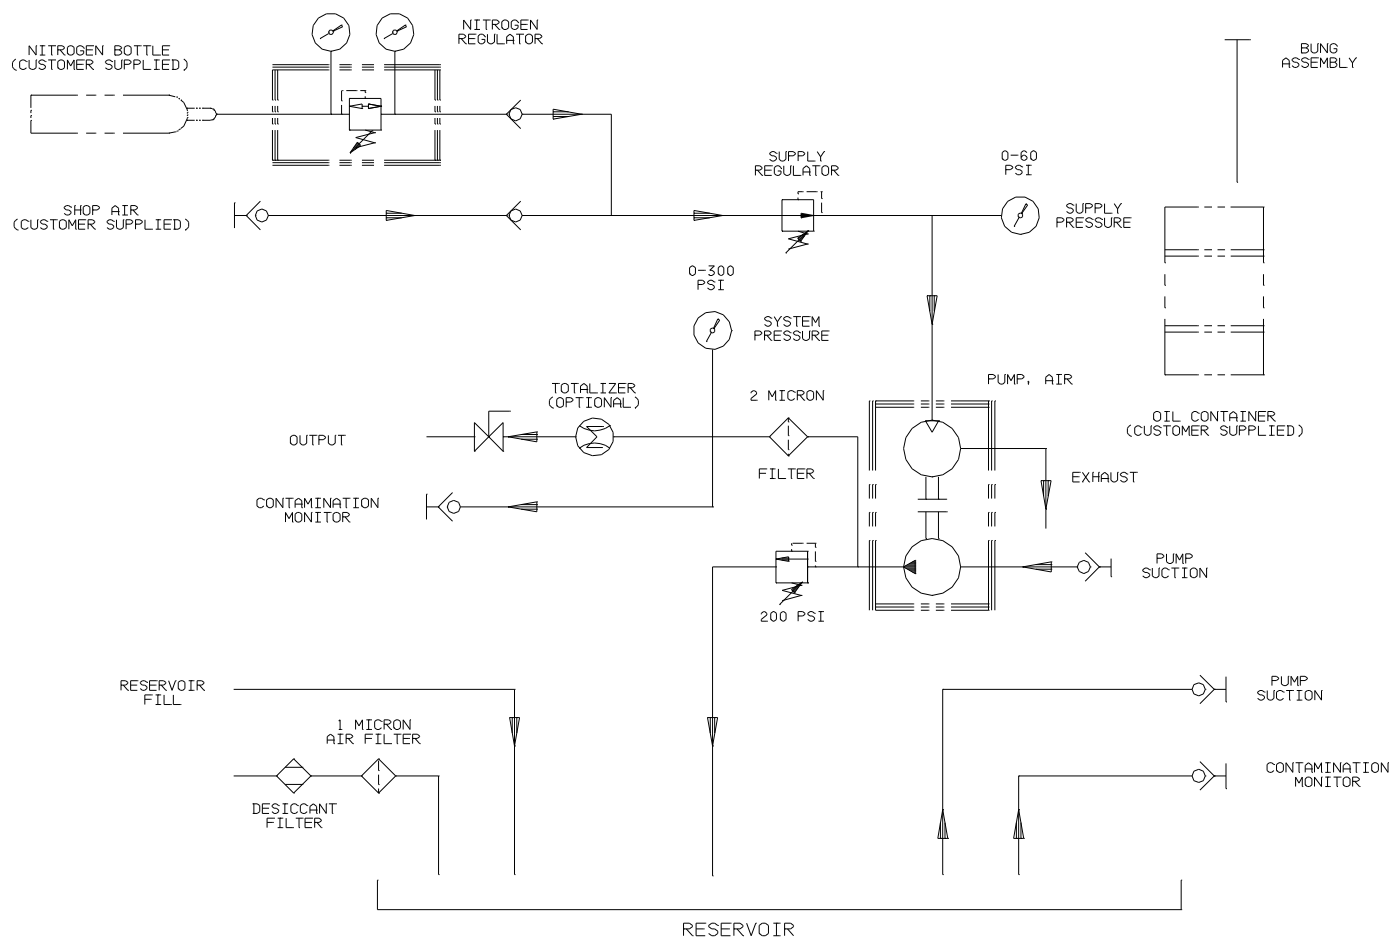 NITROGEN BOTTLE
(CUSTOMER SUPPLIED)
NITROGEN
REGULATOR
BUNG
ASSEMBLY
SHOP AIR
(CUSTOMER SUPPLIED)
SUPPLY
REGULATOR
0-60
PSI
SUPPLY
PRESSURE
0-300
PSI
SYSTEM
PRESSURE
TOTALIZER
(OPTIONAL)
2 MICRON
FILTER
PUMP, AIR
OIL CONTAINER
(CUSTOMER SUPPLIED)
OUTPUT
EXHAUST
CONTAMINATION
MONITOR
PUMP
SUCTION
200 PSI
RESERVOIR
FILL
1 MICRON
AIR FILTER
DESICCANT
FILTER
PUMP
SUCTION
CONTAMINATION
MONITOR
RESERVOIR